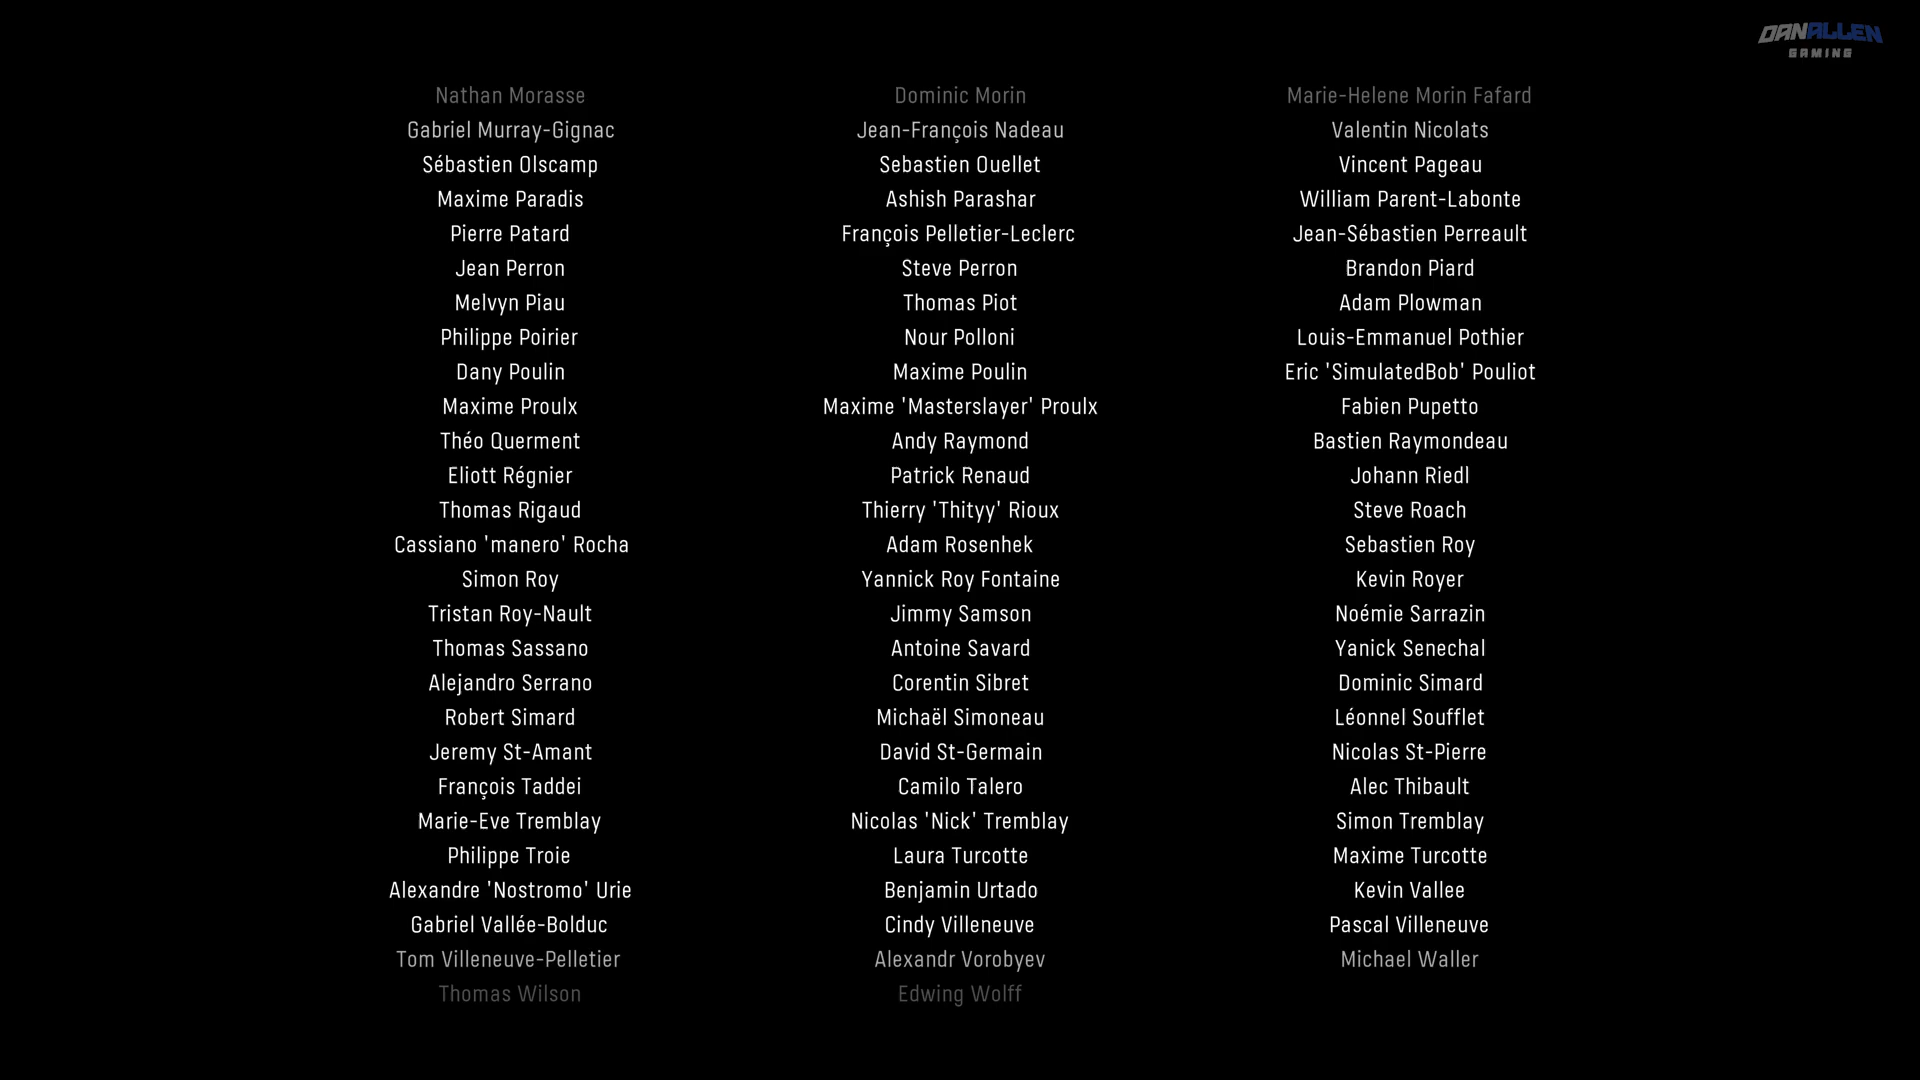 DANALLEN
GAMING
Nathan Morasse Dominic Morin Marie-Helene Morin Fafard
Gabriel Murray-Gignac Jean-François Nadeau Valentin Nicolats
Sébastien Olscamp Sebastien Ouellet Vincent Pageau
Maxime Paradis Ashish Parashar William Parent-Labonte
Pierre Patard François Pelletier-Leclerc Jean-Sébastien Perreault
Jean Perron Steve Perron Brandon Piard
Melvyn Piau Thomas Piot Adam Plowman
Philippe Poirier Nour Polloni Louis-Emmanuel Pothier
Dany Poulin Maxime Poulin Eric 'SimulatedBob' Pouliot
Maxime Proulx Maxime 'Masterslayer' Proulx Fabien Pupetto
Théo Querment Andy Raymond Bastien Raymondeau
Eliott Régnier Patrick Renaud Johann Riedl
Thomas Rigaud Thierry 'Thityy' Rioux Steve Roach
Cassiano 'manero' Rocha Adam Rosenhek Sebastien Roy
Simon Roy Yannick Roy Fontaine Kevin Royer
Tristan Roy-Nault Jimmy Samson Noémie Sarrazin
Thomas Sassano Antoine Savard Yanick Senechal
Alejandro Serrano Corentin Sibret Dominic Simard
Robert Simard Michaël Simoneau Léonnel Soufflet
Jeremy St-Amant David St-Germain Nicolas St-Pierre
François Taddei Camilo Talero Alec Thibault
Marie-Eve Tremblay Nicolas 'Nick' Tremblay Simon Tremblay
Philippe Troie Laura Turcotte Maxime Turcotte
Alexandre 'Nostromo' Urie Benjamin Urtado Kevin Vallee
Gabriel Vallée-Bolduc Cindy Villeneuve Pascal Villeneuve
Tom Villeneuve-Pelletier Alexandr Vorobyev Michael Waller
Thomas Wilson Edwing Wolff